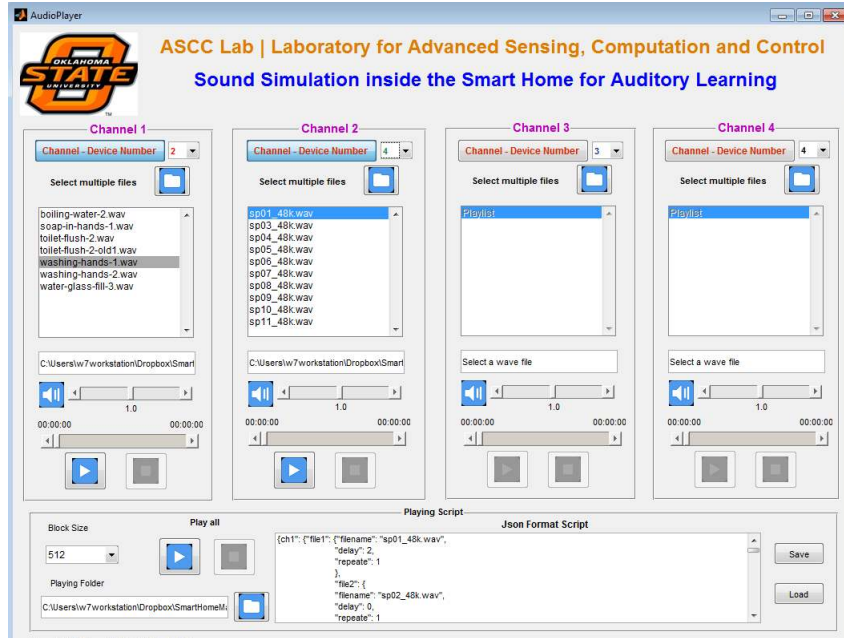 AudioPlayer
OKLAHOMA
STATE
UNIVERSITY
TM
ASCC Lab | Laboratory for Advanced Sensing, Computation and Control
Sound Simulation inside the Smart Home for Auditory Learning
Channel 1
Channel - Device Number 2
Select multiple files
boiling-water-2.wav
soap-in-hands-1.wav
toilet-flush-2.wav
toilet-flush-2-old1.wav
washing-hands-1.wav
washing-hands-2.wav
water-glass-fill-3.wav
C:\Users\w7workstation\Dropbox\Smart
1.0
00:00:00 00:00:00
Channel 2
Channel - Device Number 4
Select multiple files
sp01_48k.wav
sp03_48k.wav
sp04_48k.wav
sp05_48k.wav
sp06_48k.wav
sp07_48k.wav
sp08_48k.wav
sp09_48k.wav
sp10_48k.wav
sp11_48k.wav
C:\Users\w7workstation\Dropbox\Smart
1.0
00:00:00 00:00:00
Channel 3
Channel - Device Number 3
Select multiple files
Playlist
Select a wave file
1.0
00:00:00 00:00:00
Channel 4
Channel - Device Number 4
Select multiple files
Playlist
Select a wave file
1.0
00:00:00 00:00:00
Playing Script
Block Size
512
Play all
Playing Folder
C:\Users\w7workstation\Dropbox\SmartHomeMa
Json Format Script
{ch1": {"file1": {"filename": "sp01_48k.wav",
"delay": 2,
"repeate": 1
},
"file2": {
"filename": "sp02_48k.wav",
"delay": 0,
"repeate": 1
Save
Load